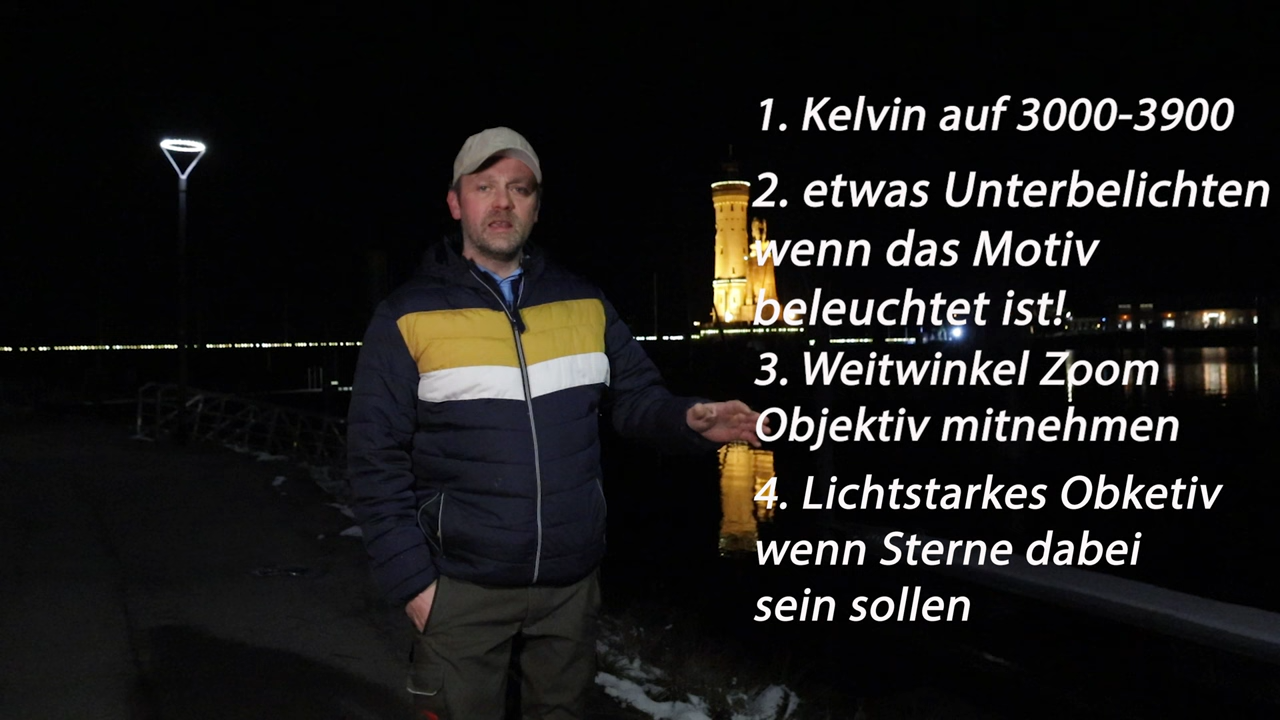 1. Kelvin auf 3000-3900
2. etwas Unterbelichten
wenn das Motiv
beleuchtet ist!
3. Weitwinkel Zoom
Objektiv mitnehmen
4. Lichtstarkes Obketiv
wenn Sterne dabei
sein sollen